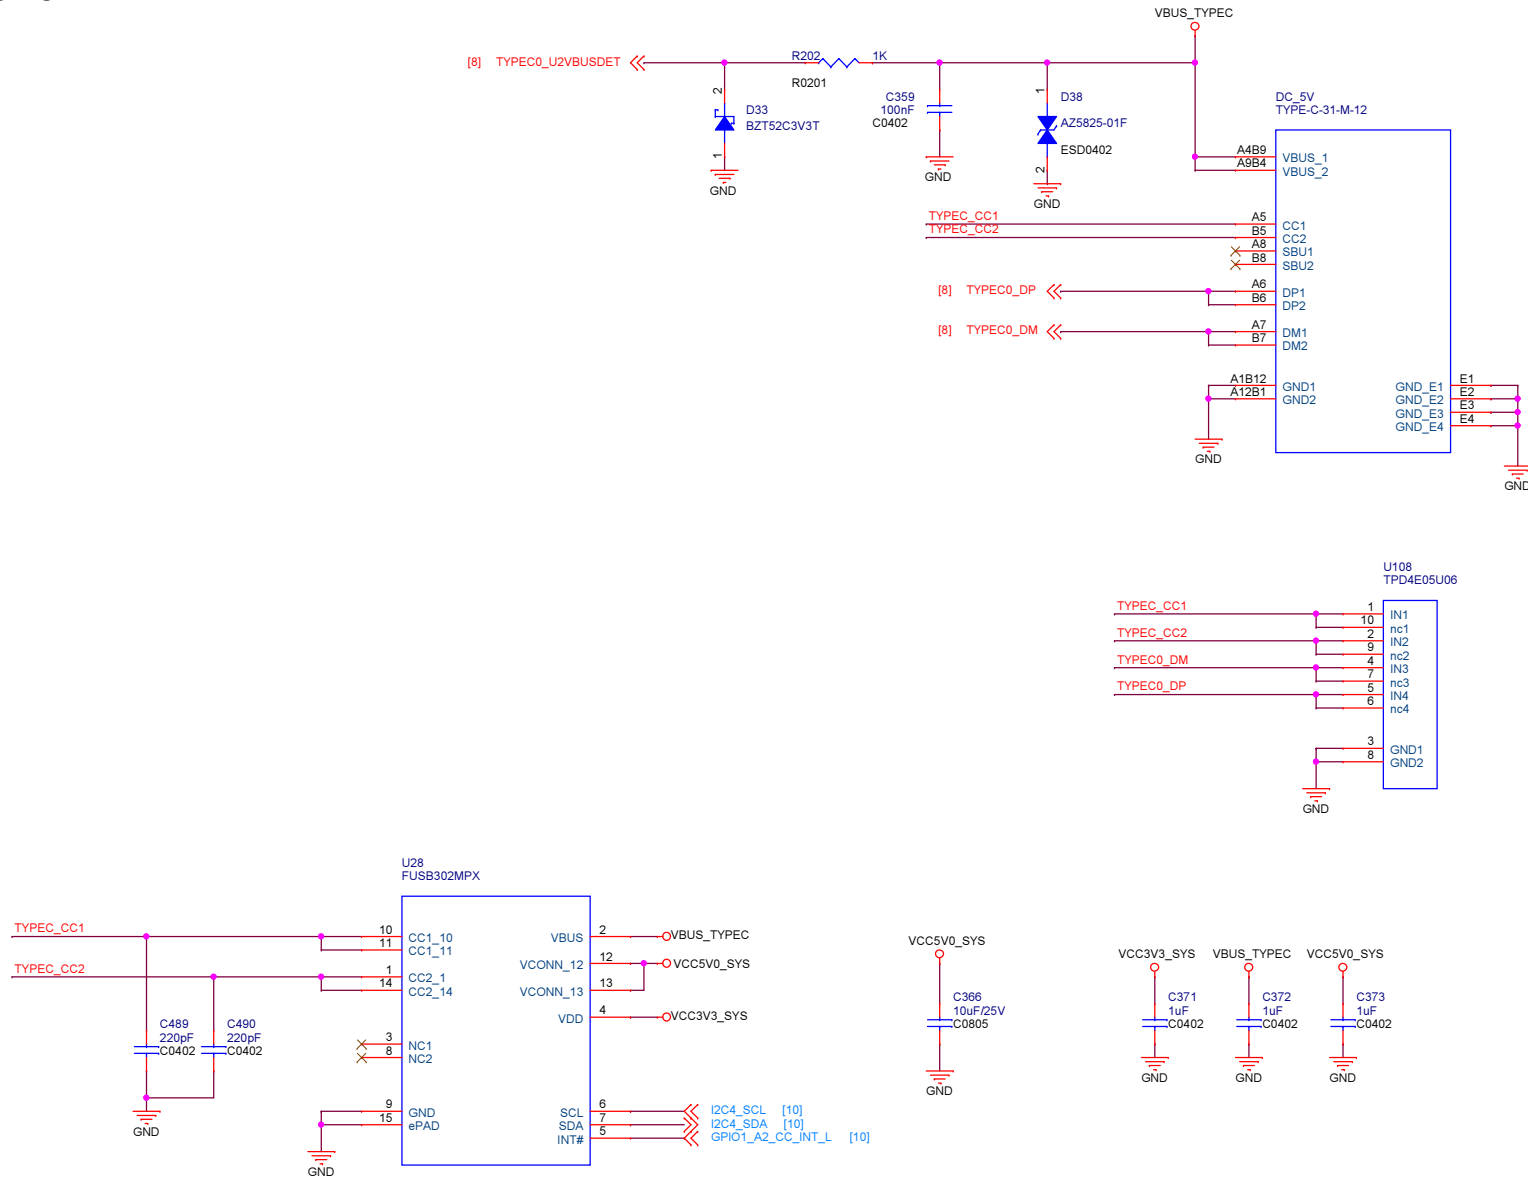 VBUS_TYPEC
[8] TYPEC0_U2VBUSDET
R202 1K
R0201
2
D33
BZT52C3V3T
1
GND
C359
100nF
C0402
GND
1
D38
AZ5825-01F
ESD0402
2
GND
DC_5V
TYPE-C-31-M-12
A4B9 VBUS_1
A9B4 VBUS_2
TYPEC_CC1 A5 CC1
TYPEC_CC2 B5 CC2
A8 SBU1
B8 SBU2
[8] TYPEC0_DP A6 DP1
B6 DP2
[8] TYPEC0_DM A7 DM1
B7 DM2
A1B12 GND1 GND_E1 E1
A12B1 GND2 GND_E2 E2
GND_E3 E3
GND_E4 E4
GND
GND
U108
TPD4E05U06
TYPEC_CC1 1 IN1
10 nc1
TYPEC_CC2 2 IN2
9 nc2
TYPEC0_DM 4 IN3
7 nc3
TYPEC0_DP 5 IN4
6 nc4
3 GND1
8 GND2
GND
U28
FUSB302MPX
TYPEC_CC1 10 CC1_10 VBUS 2 VBUS_TYPEC
11 CC1_11
VCONN_12 12 VCC5V0_SYS
TYPEC_CC2 1 CC2_1
14 CC2_14 VCONN_13 13
VDD 4 VCC3V3_SYS
C489
220pF
C0402
C490
220pF
C0402
3 NC1
8 NC2
GND
9 GND SCL 6 I2C4_SCL [10]
15 ePAD SDA 7 I2C4_SDA [10]
INT# 5 GPIO1_A2_CC_INT_L [10]
GND
VCC5V0_SYS
C366
10uF/25V
C0805
GND
VCC3V3_SYS
C371
1uF
C0402
GND
VBUS_TYPEC
C372
1uF
C0402
GND
VCC5V0_SYS
C373
1uF
C0402
GND